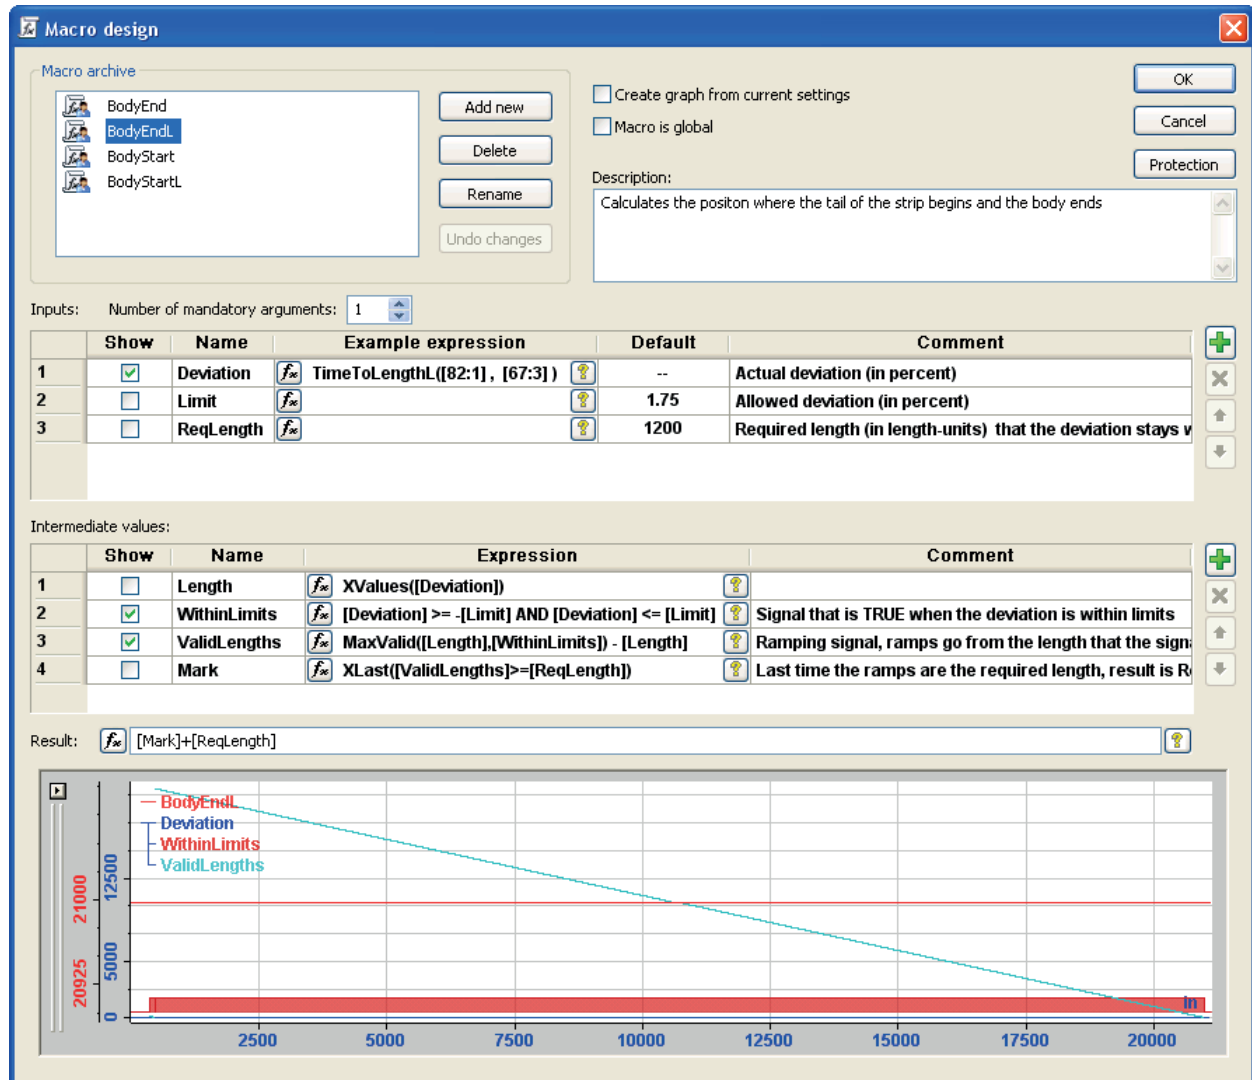 Macro design
Macro archive
BodyEnd
BodyEndL
BodyStart
BodyStartL
Add new
Delete
Rename
Undo changes
Create graph from current settings
Macro is global
OK
Cancel
Protection
Description:
Calculates the positon where the tail of the strip begins and the body ends
Inputs: Number of mandatory arguments: 1
Show Name Example expression Default Comment
1 Deviation fx TimeToLengthL([82:1] , [67:3] ) ? -- Actual deviation (in percent)
2 Limit fx ? 1.75 Allowed deviation (in percent)
3 ReqLength fx ? 1200 Required length (in length-units) that the deviation stays w
Intermediate values:
Show Name Expression Comment
1 Length fx XValues([Deviation]) ?
2 WithinLimits fx [Deviation] >= -[Limit] AND [Deviation] <= [Limit] ? Signal that is TRUE when the deviation is within limits
3 ValidLengths fx MaxValid([Length],[WithinLimits]) - [Length] ? Ramping signal, ramps go from the length that the sign
4 Mark fx XLast([ValidLengths]>=[ReqLength]) ? Last time the ramps are the required length, result is R
Result: fx [Mark]+[ReqLength] ?
BodyEndL
Deviation
WithinLimits
ValidLengths
21000
20925
12500
5000
0
in
2500 5000 7500 10000 12500 15000 17500 20000